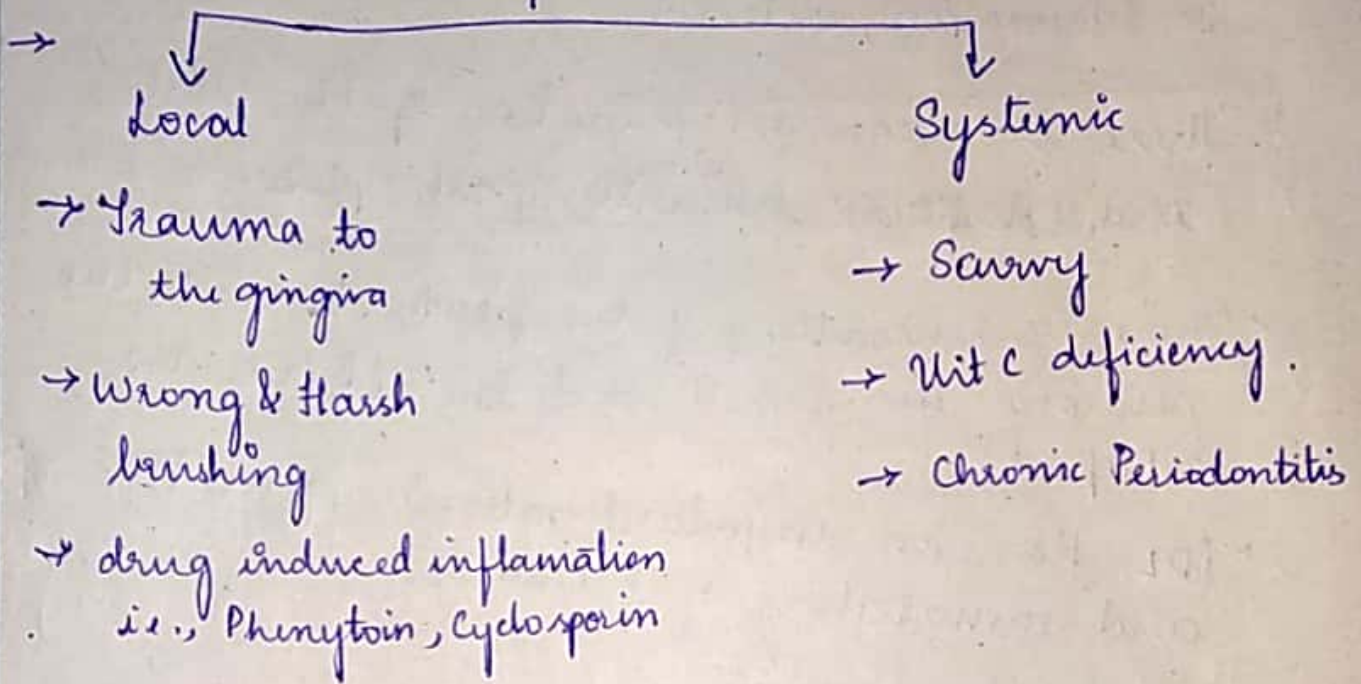 →
Local
Systemic
→ Trauma to
the gingiva
→ Wrong & Harsh
brushing
→ drug induced inflamation
i.e., Phenytoin, Cyclosporin
→ Scurvy
→ Vit C deficiency.
→ Chronic Periodontitis